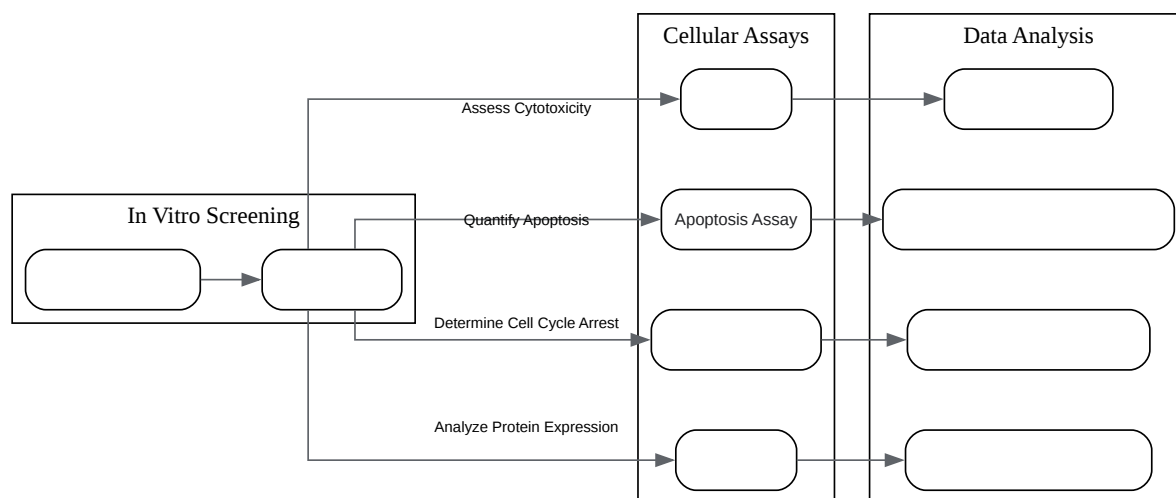 Cellular Assays
Data Analysis
Assess Cytotoxicity
In Vitro Screening
Quantify Apoptosis
Apoptosis Assay
Determine Cell Cycle Arrest
Analyze Protein Expression